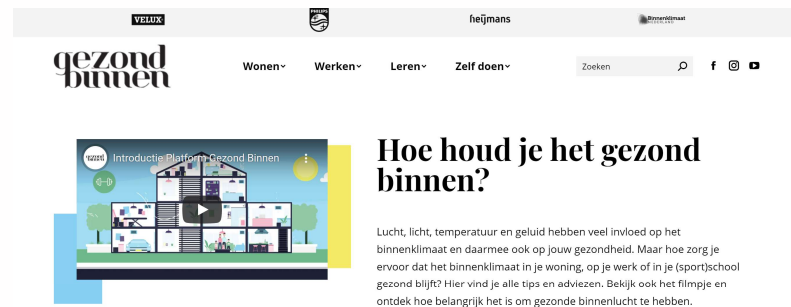 VELUX
PHILIPS
heijmans
Binnenklimaat
NEDERLAND
gezond
binnen
Wonen
Werken
Leren
Zelf doen
Zoeken
gezond
binnen
Introductie Platform Gezond Binnen
Hoe houd je het gezond
binnen?
Lucht, licht, temperatuur en geluid hebben veel invloed op het
binnenklimaat en daarmee ook op jouw gezondheid. Maar hoe zorg je
ervoor dat het binnenklimaat in je woning, op je werk of in je (sport)school
gezond blijft? Hier vind je alle tips en adviezen. Bekijk ook het filmpje en
ontdek hoe belangrijk het is om gezonde binnenlucht te hebben.